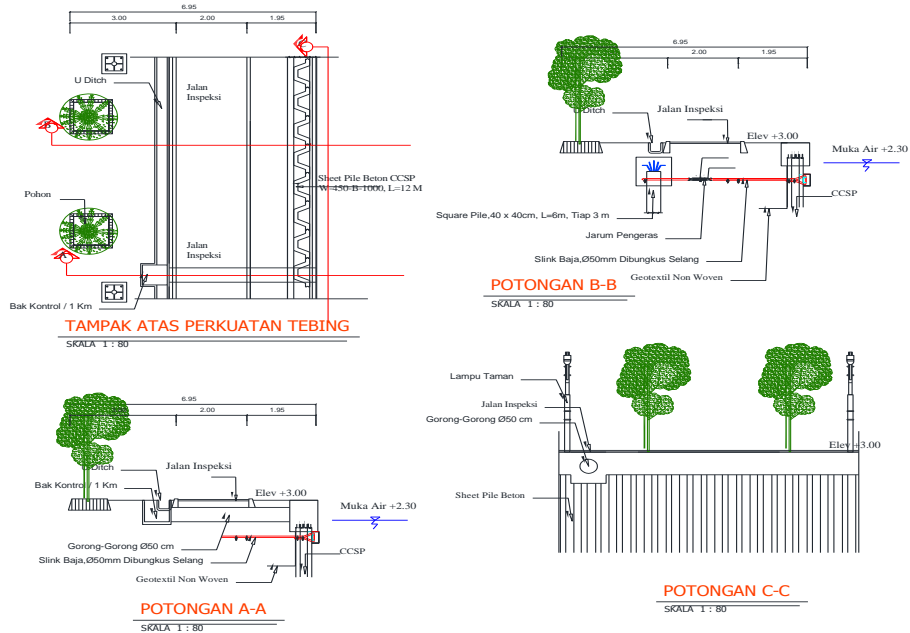 6.95
3.00
2.00
1.95
C
U Ditch
Jalan
Inspeksi
B
Sheet Pile Beton CCSP
W-450-B-1000, L=12 M
Pohon
Jalan
Inspeksi
A
Bak Kontrol / 1 Km
TAMPAK ATAS PERKUATAN TEBING
SKALA 1 : 80
6.95
2.00
1.95
U Ditch
Jalan Inspeksi
Elev +3.00
Muka Air +2.30
CCSP
Square Pile,40 x 40cm, L=6m, Tiap 3 m
Jarum Pengeras
Slink Baja,Ø50mm Dibungkus Selang
Geotextil Non Woven
POTONGAN B-B
SKALA 1 : 80
6.95
2.00
1.95
Ditch
Jalan Inspeksi
Bak Kontrol / 1 Km
Elev +3.00
Muka Air +2.30
Gorong-Gorong Ø50 cm
CCSP
Slink Baja,Ø50mm Dibungkus Selang
Geotextil Non Woven
POTONGAN A-A
SKALA 1 : 80
Lampu Taman
Jalan Inspeksi
Gorong-Gorong Ø50 cm
Elev +3.00
Sheet Pile Beton
POTONGAN C-C
SKALA 1 : 80